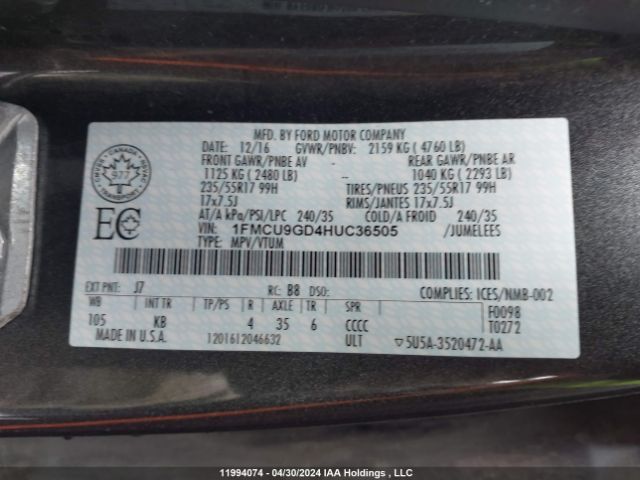 MFD. BY FORD MOTOR COMPANY
DATE: 12/16 GVWR/PNBV: 2159 KG ( 4760 LB)
FRONT GAWR/PNBE AV - REAR GAWR/PNBE AR
1125 KG ( 2480 LB) 1040 KG ( 2293 LB)
235/55R17 99H TIRES/PNEUS 235/55R17 99H
17x7.5J RIMS/JANTES 17x7.5J
AT/A kPa/PSI/LPC 240/35 COLD/A FROID 240/35
VIN: 1FMCU9GD4HUC36505 /JUMELEES
TYPE: MPV/VTUM
CANADA
TRANSPORT
977
EC
EXT PNT: J7 RC: B8 DSO: COMPLIES: ICES/NMB-002
WB INT TR TP/PS R AXLE TR SPR F0098
105 KB 4 35 6 CCCC T0272
MADE IN U.S.A. 1201612046632 ULT ▽5U5A-3520472-AA
11994074 - 04/30/2024 IAA Holdings , LLC